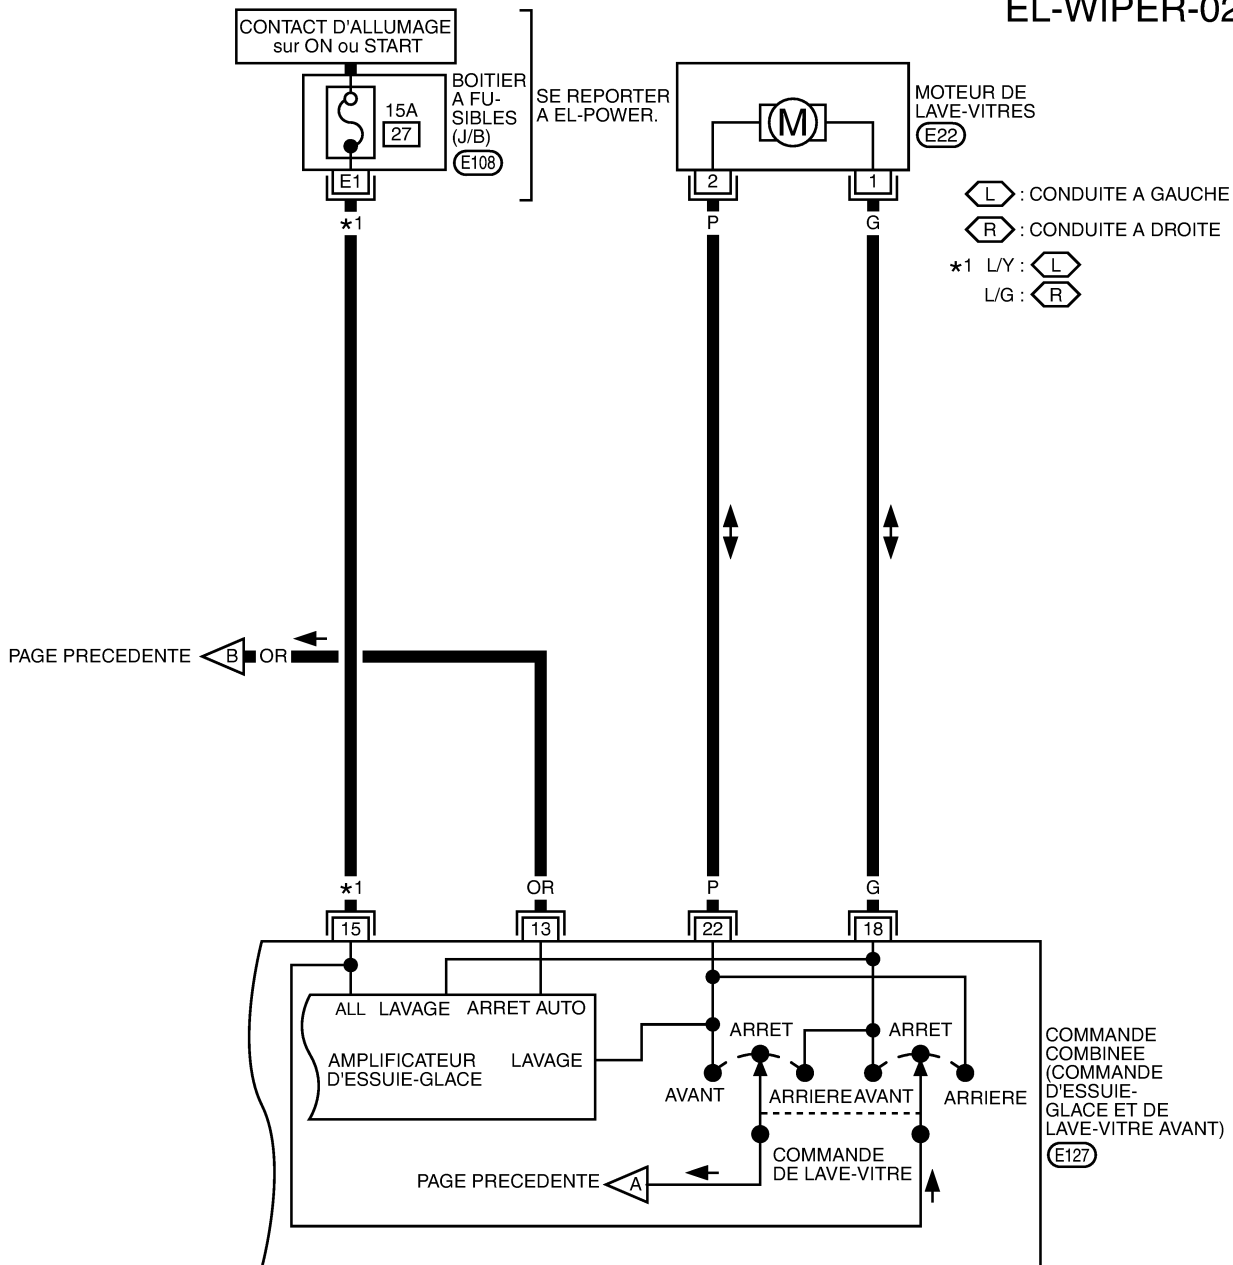 EL-WIPER-02
CONTACT D'ALLUMAGE
sur ON ou START
15A
27
BOITIER
A FU-
SIBLES
(J/B)
E108
SE REPORTER
A EL-POWER.
M
MOTEUR DE
LAVE-VITRES
E22
E1
2
1
*1
P
G
L : CONDUITE A GAUCHE
R : CONDUITE A DROITE
*1 L/Y : L
L/G : R
PAGE PRECEDENTE B OR
*1
OR
P
G
15
13
22
18
ALL LAVAGE ARRET AUTO
AMPLIFICATEUR
D'ESSUIE-GLACE
LAVAGE
ARRET
ARRET
AVANT
ARRIERE
AVANT
ARRIERE
COMMANDE
DE LAVE-VITRE
PAGE PRECEDENTE A
COMMANDE
COMBINEE
(COMMANDE
D'ESSUIE-
GLACE ET DE
LAVE-VITRE AVANT)
E127